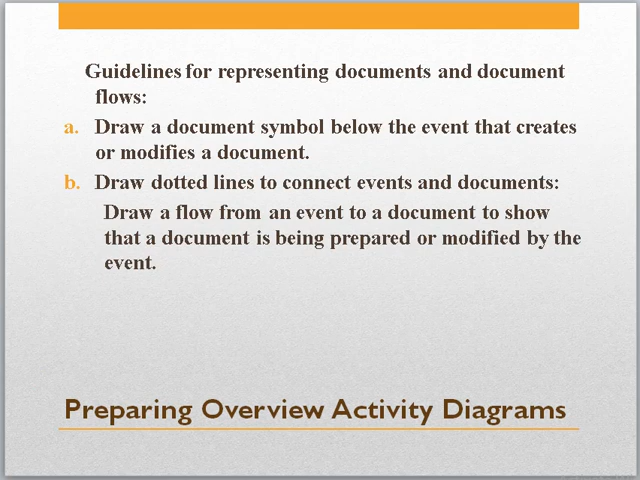 Guidelines for representing documents and document
flows:
a. Draw a document symbol below the event that creates
or modifies a document.
b. Draw dotted lines to connect events and documents:
Draw a flow from an event to a document to show
that a document is being prepared or modified by the
event.
Preparing Overview Activity Diagrams